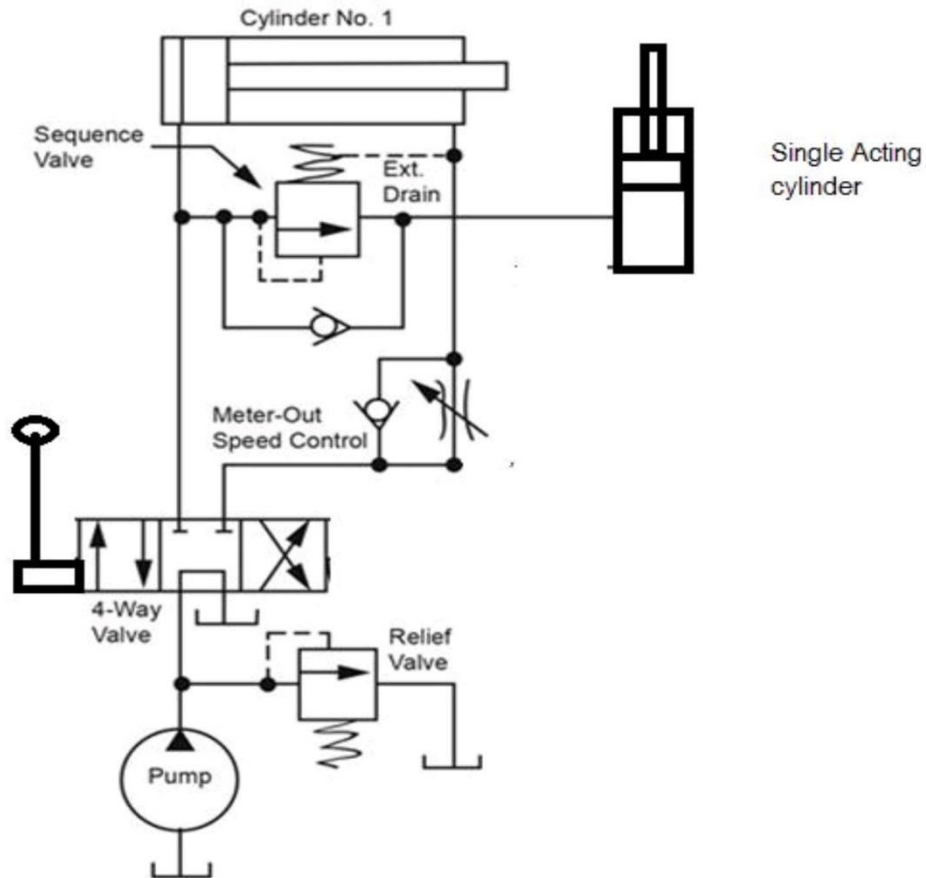 Cylinder No. 1
Sequence
Valve
Ext.
Drain
Single Acting
cylinder
Meter-Out
Speed Control
4-Way
Valve
Relief
Valve
Pump